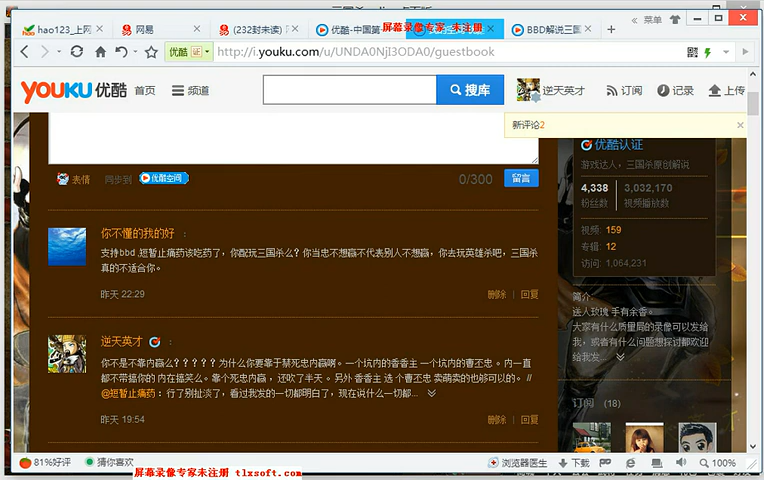 hao123_上网
网易
(232封未读)
优酷-中国第一
屏幕录像专家 未注册
BBD解说三国
菜单
优酷 证
http://i.youku.com/u/UNDA0Njl3ODA0/guestbook
YOUKU 优酷
首页
频道
搜库
逆天英才
订阅
记录
上传
新评论2
表情
同步到
优酷空间
0/300
留言
优酷认证
游戏达人，三国杀原创解说
4,338
3,032,170
粉丝数
视频播放数
视频: 159
专辑: 12
访问: 1,064,231
你不懂的我的好 ：
支持bbd ,短暂止痛药该吃药了，你配玩三国杀么？你当忠不想赢不代表别人不想赢，你去玩英雄杀吧，三国杀
真的不适合你。
昨天 22:29
删除 | 回复
简介:
送人玫瑰 手有余香。
大家有什么质量局的录像可以发给
我，或者有什么问题想探讨都欢迎
给我发...
逆天英才 ：
你不是不靠内赢么？？？？？为什么你要靠于禁死忠内赢啊。一个坑内的香香主 一个坑内的曹丕忠 。内一直
都不带搞你的 内在搞笑么。靠个死忠内赢 ，还吹了半天 。另外 香香主 选 个曹丕忠 卖萌卖的也够可以的。 //
@短暂止痛药 ：行了别扯淡了，看过我发的一切都明白了，现在说什么一切都...
昨天 19:54
删除 | 回复
订阅 (18)
81%好评
猜你喜欢
浏览器医生
下载
100%
屏幕录像专家未注册 tlxsoft.com